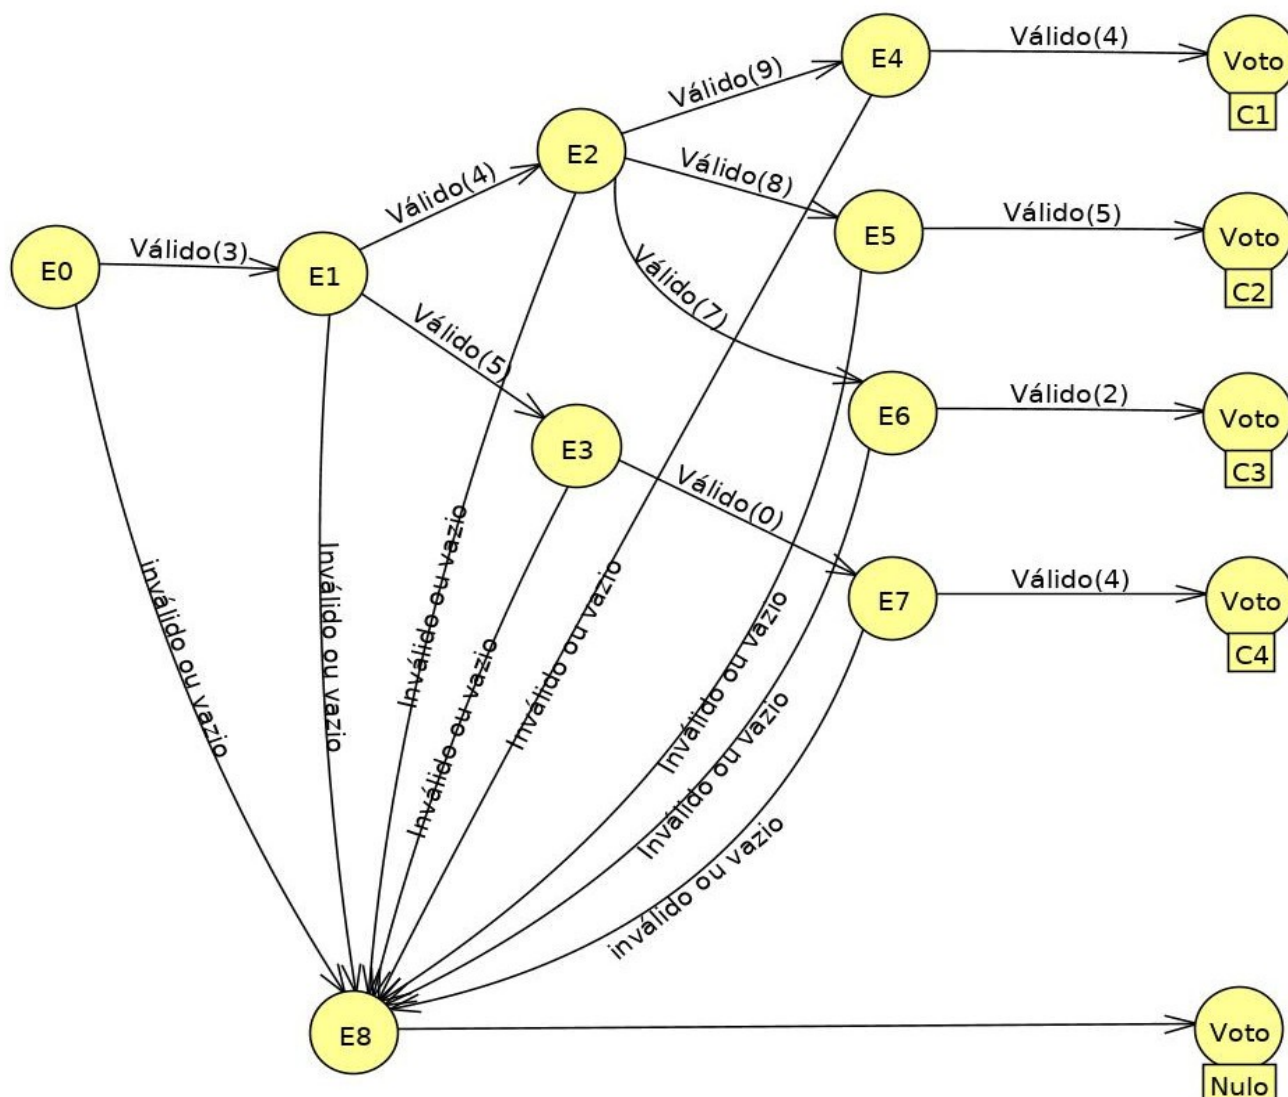 E0
Válido(3)
E1
Válido(4)
E2
Válido(9)
E4
Válido(4)
Voto
C1
Válido(8)
E5
Válido(5)
Voto
C2
Válido(7)
E6
Válido(2)
Voto
C3
Válido(5)
E3
Válido(0)
E7
Válido(4)
Voto
C4
inválido ou vazio
Inválido ou vazio
Inválido ou vazio
Inválido ou vazio
Inválido ou vazio
Inválido ou vazio
Inválido ou vazio
inválido ou vazio
E8
Voto
Nulo